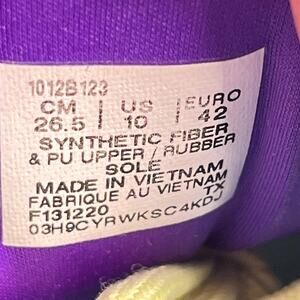 1012B123
CM | US | EURO
26.5 | 10 | 42
SYNTHETIC FIBER
& PU UPPER / RUBBER
SOLE
MADE IN VIETNAM
FABRIQUE AU VIETNAM
F131220 TX
03H9CYRWKSC4KDJ